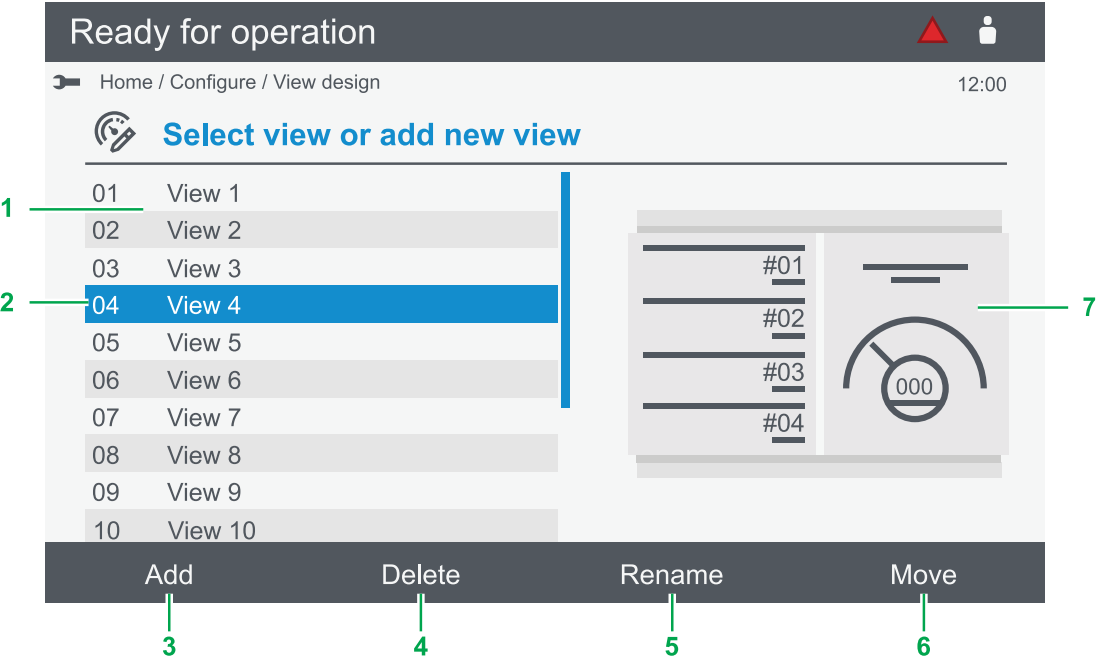 Ready for operation
Home / Configure / View design
12:00
Select view or add new view
01 View 1
1
02 View 2
03 View 3
2
04 View 4
05 View 5
06 View 6
07 View 7
08 View 8
09 View 9
10 View 10
#01
#02
#03
#04
000
7
Add Delete Rename Move
3 4 5 6